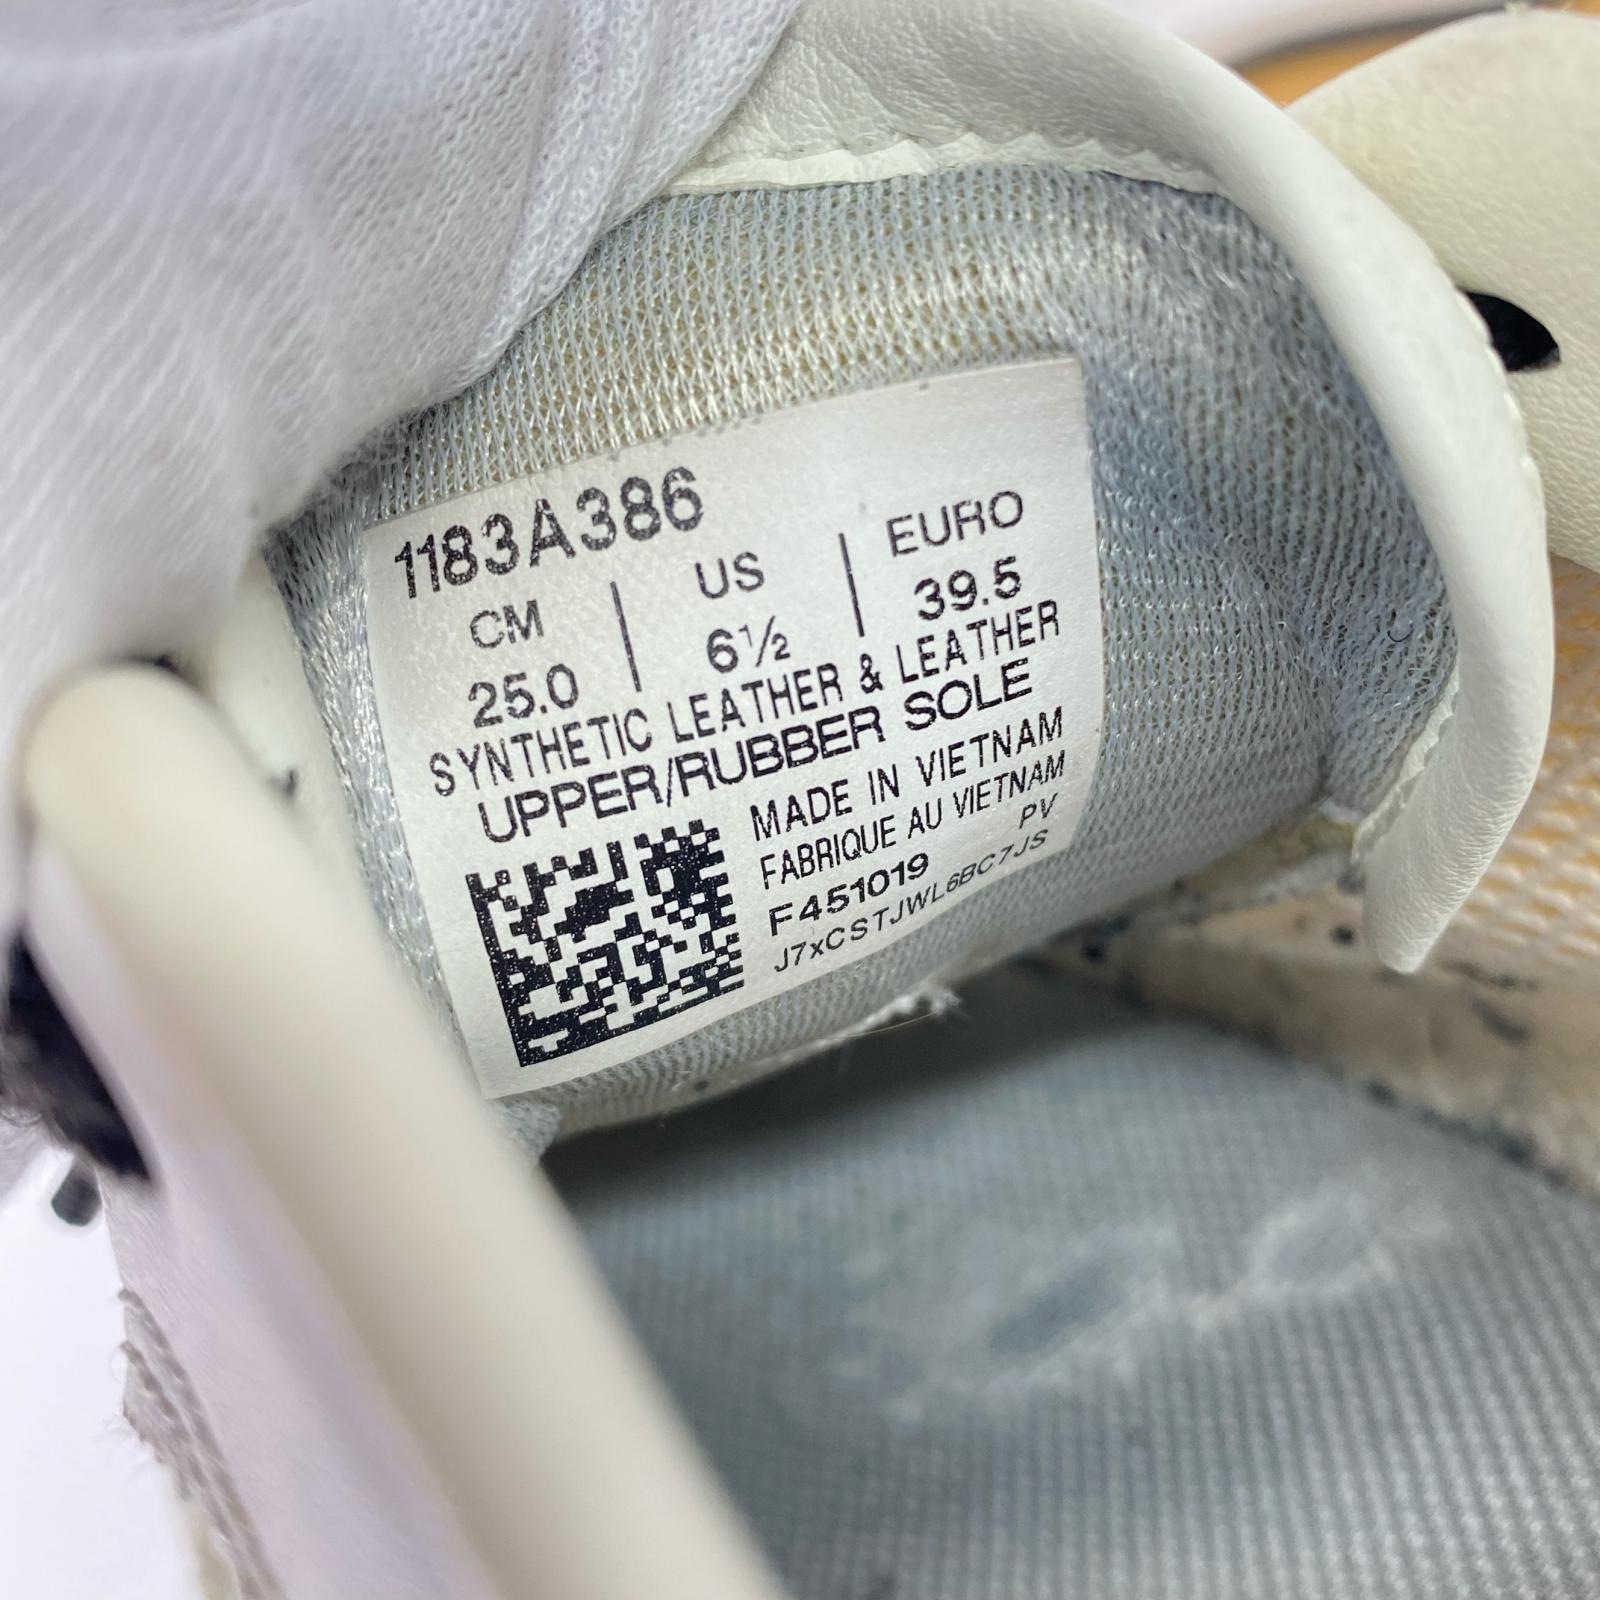 1183A386
CM | US | EURO
25.0 | 6½ | 39.5
SYNTHETIC LEATHER & LEATHER
UPPER/RUBBER SOLE
MADE IN VIETNAM
FABRIQUE AU VIETNAM
PV
F451019
J7xCSTJWL6BC7JS